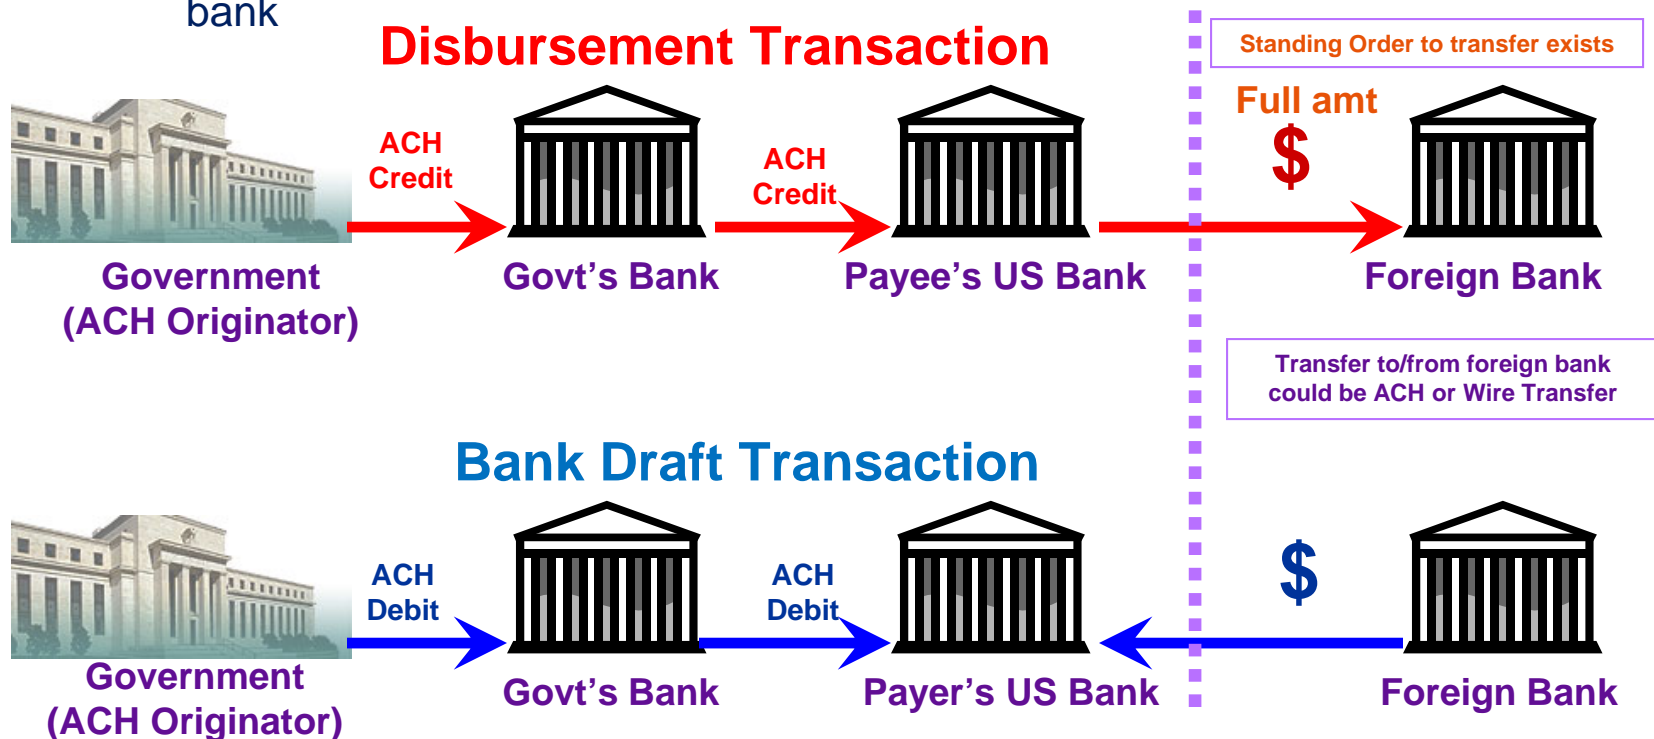 bank
Disbursement Transaction
Standing Order to transfer exists
Full amt
$
ACH
Credit
ACH
Credit
Government
(ACH Originator)
Govt's Bank
Payee's US Bank
Foreign Bank
Transfer to/from foreign bank
could be ACH or Wire Transfer
Bank Draft Transaction
ACH
Debit
ACH
Debit
$
Government
(ACH Originator)
Govt's Bank
Payer's US Bank
Foreign Bank